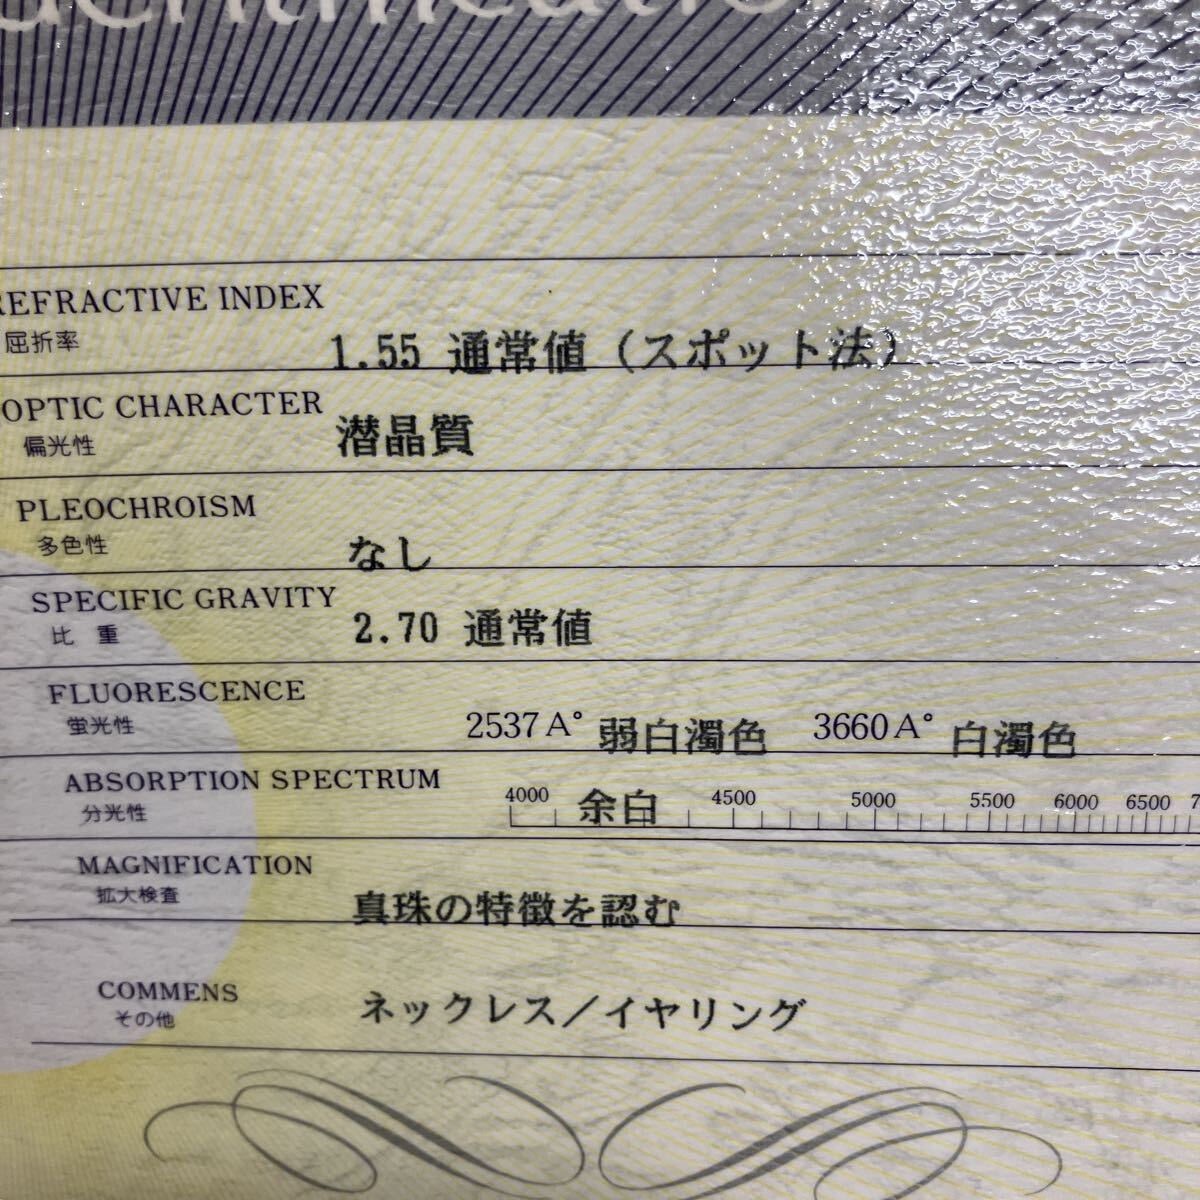 REFRACTIVE INDEX
屈折率
1.55 通常値（スポット法）
OPTIC CHARACTER
偏光性
潜品質
PLEOCHROISM
多色性
なし
SPECIFIC GRAVITY
比 重
2.70 通常値
FLUORESCENCE
蛍光性
2537A° 弱白濁色 3660A° 白濁色
ABSORPTION SPECTRUM
分光性
4000 余白 4500 5000 5500 6000 6500
MAGNIFICATION
拡大検査
真珠の特徴を認む
COMMENS
その他
ネックレス／イヤリング